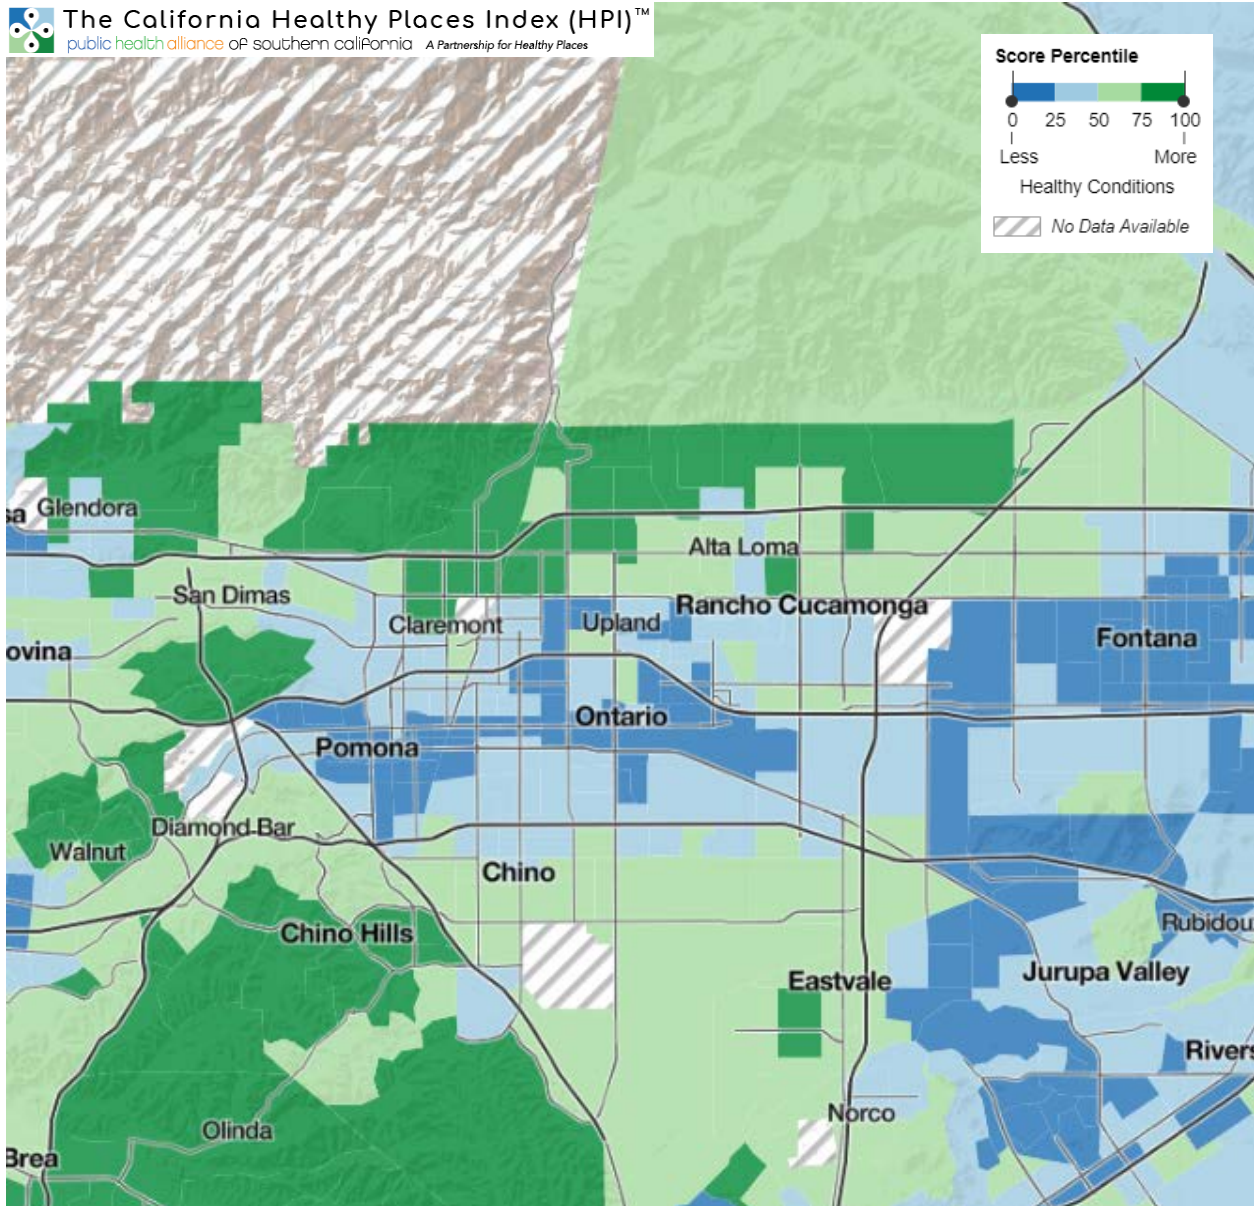 The California Healthy Places Index (HPI)™
public health alliance of southern california A Partnership for Healthy Places
Score Percentile
0 25 50 75 100
Less More
Healthy Conditions
No Data Available
sa Glendora
Alta Loma
San Dimas
Rancho Cucamonga
Claremont
Upland
Fontana
ovina
Ontario
Pomona
Diamond Bar
Walnut
Chino
Rubidou
Chino Hills
Jurupa Valley
Eastvale
Rivers
Norco
Olinda
Brea